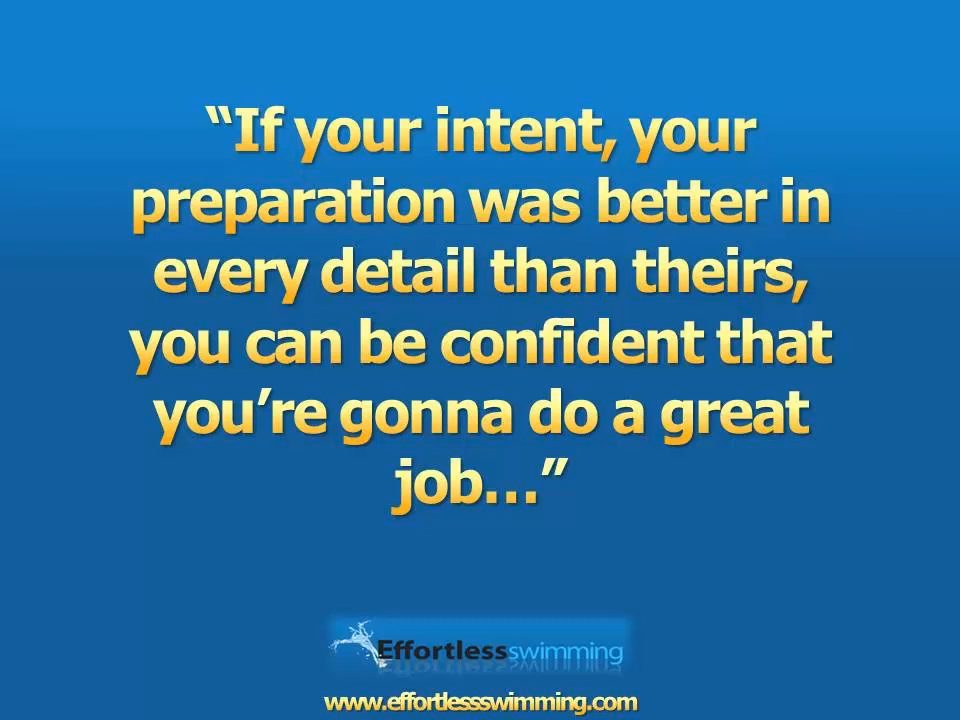 “If your intent, your
preparation was better in
every detail than theirs,
you can be confident that
you’re gonna do a great
job…”
Effortlessswimming
www.effortlessswimming.com